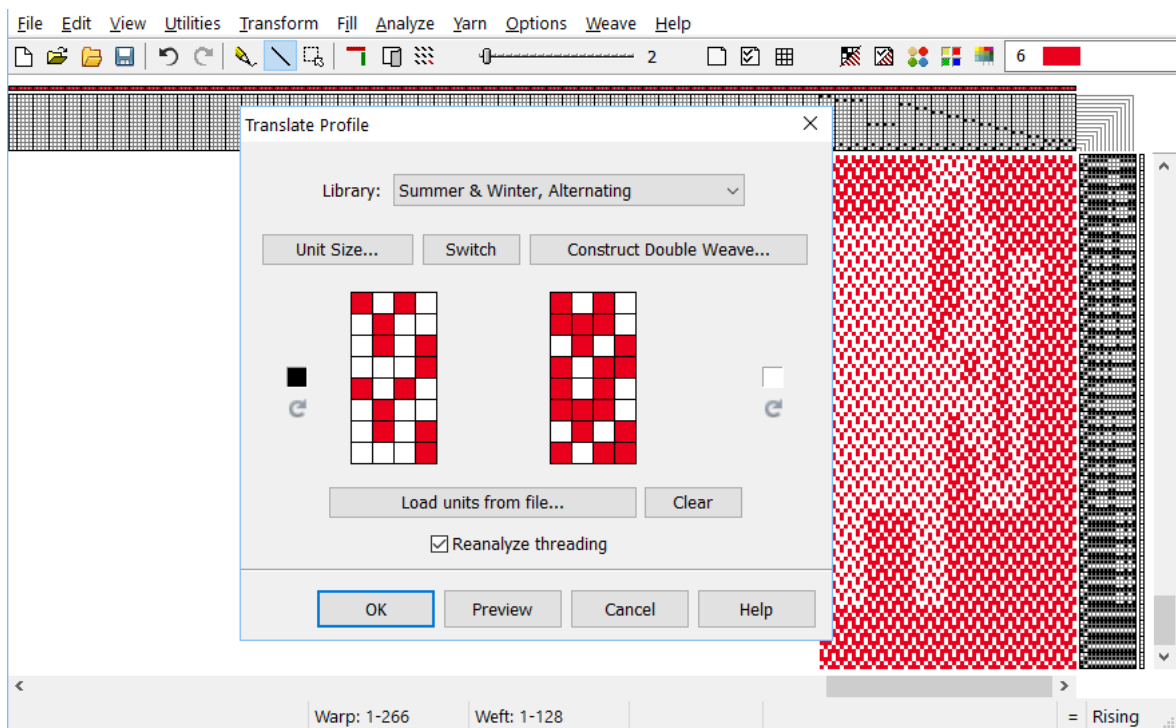 File Edit View Utilities Transform Fill Analyze Yarn Options Weave Help
2 6
Translate Profile
Library: Summer & Winter, Alternating
Unit Size... Switch Construct Double Weave...
Load units from file... Clear
Reanalyze threading
OK Preview Cancel Help
Warp: 1-266 Weft: 1-128 = Rising